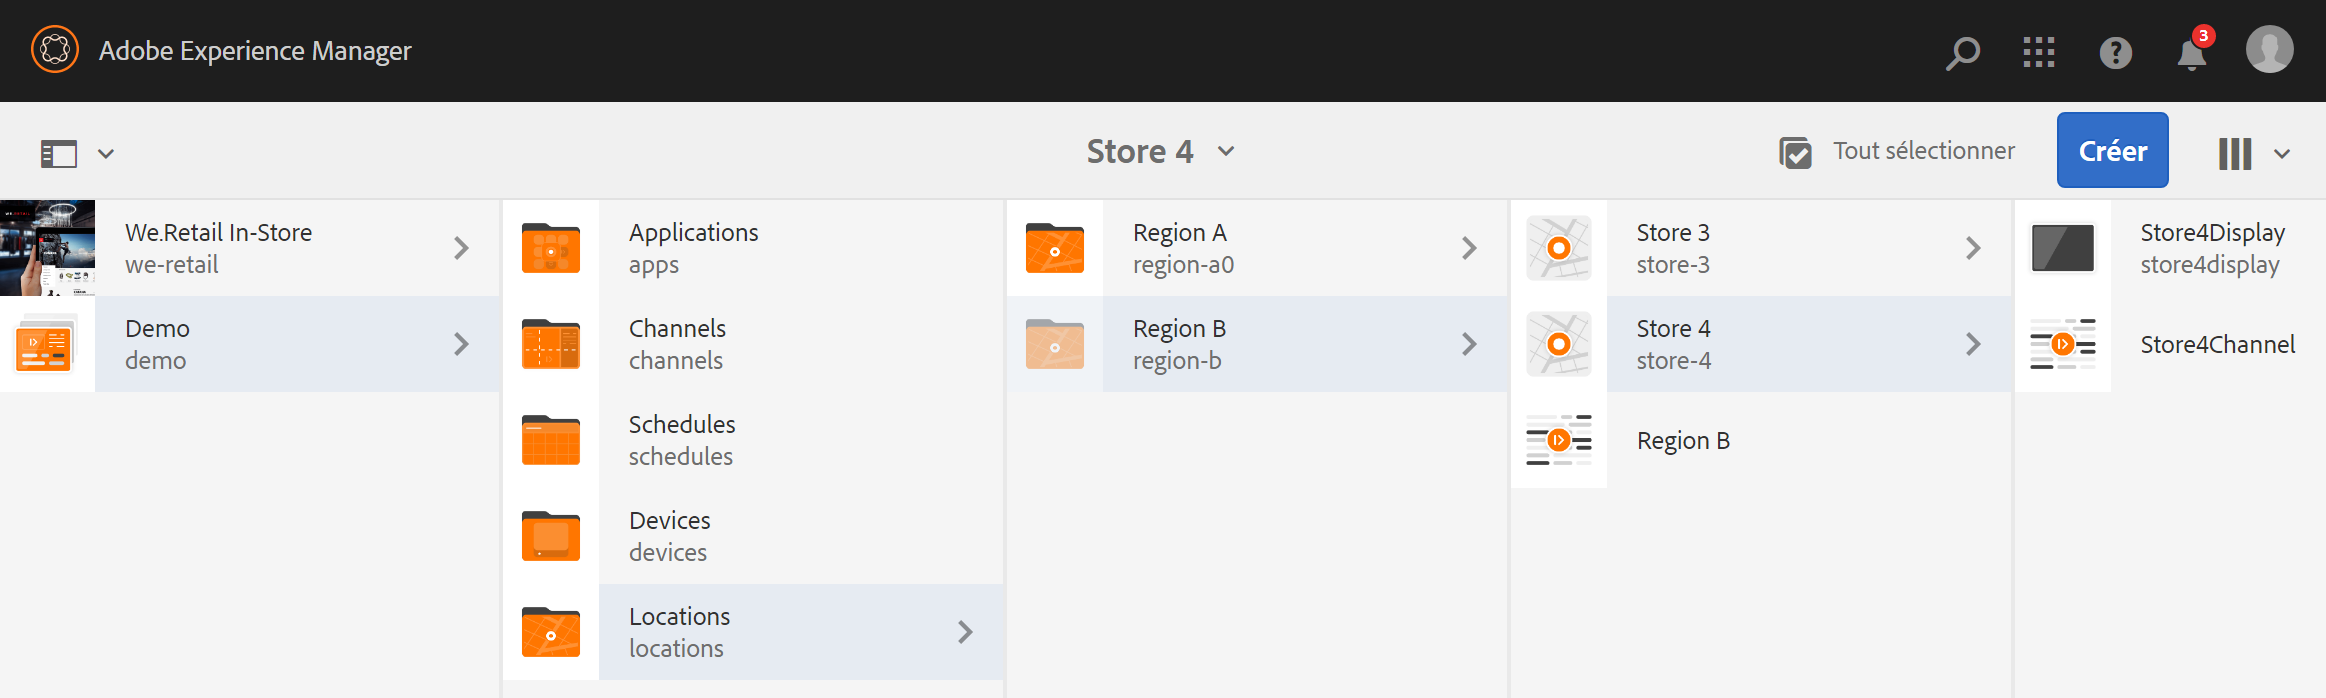 Adobe Experience Manager
3
Store 4
Tout sélectionner
Créer
We.Retail In-Store
we-retail
Demo
demo
Applications
apps
Channels
channels
Schedules
schedules
Devices
devices
Locations
locations
Region A
region-a0
Region B
region-b
Store 3
store-3
Store 4
store-4
Region B
Store4Display
store4display
Store4Channel